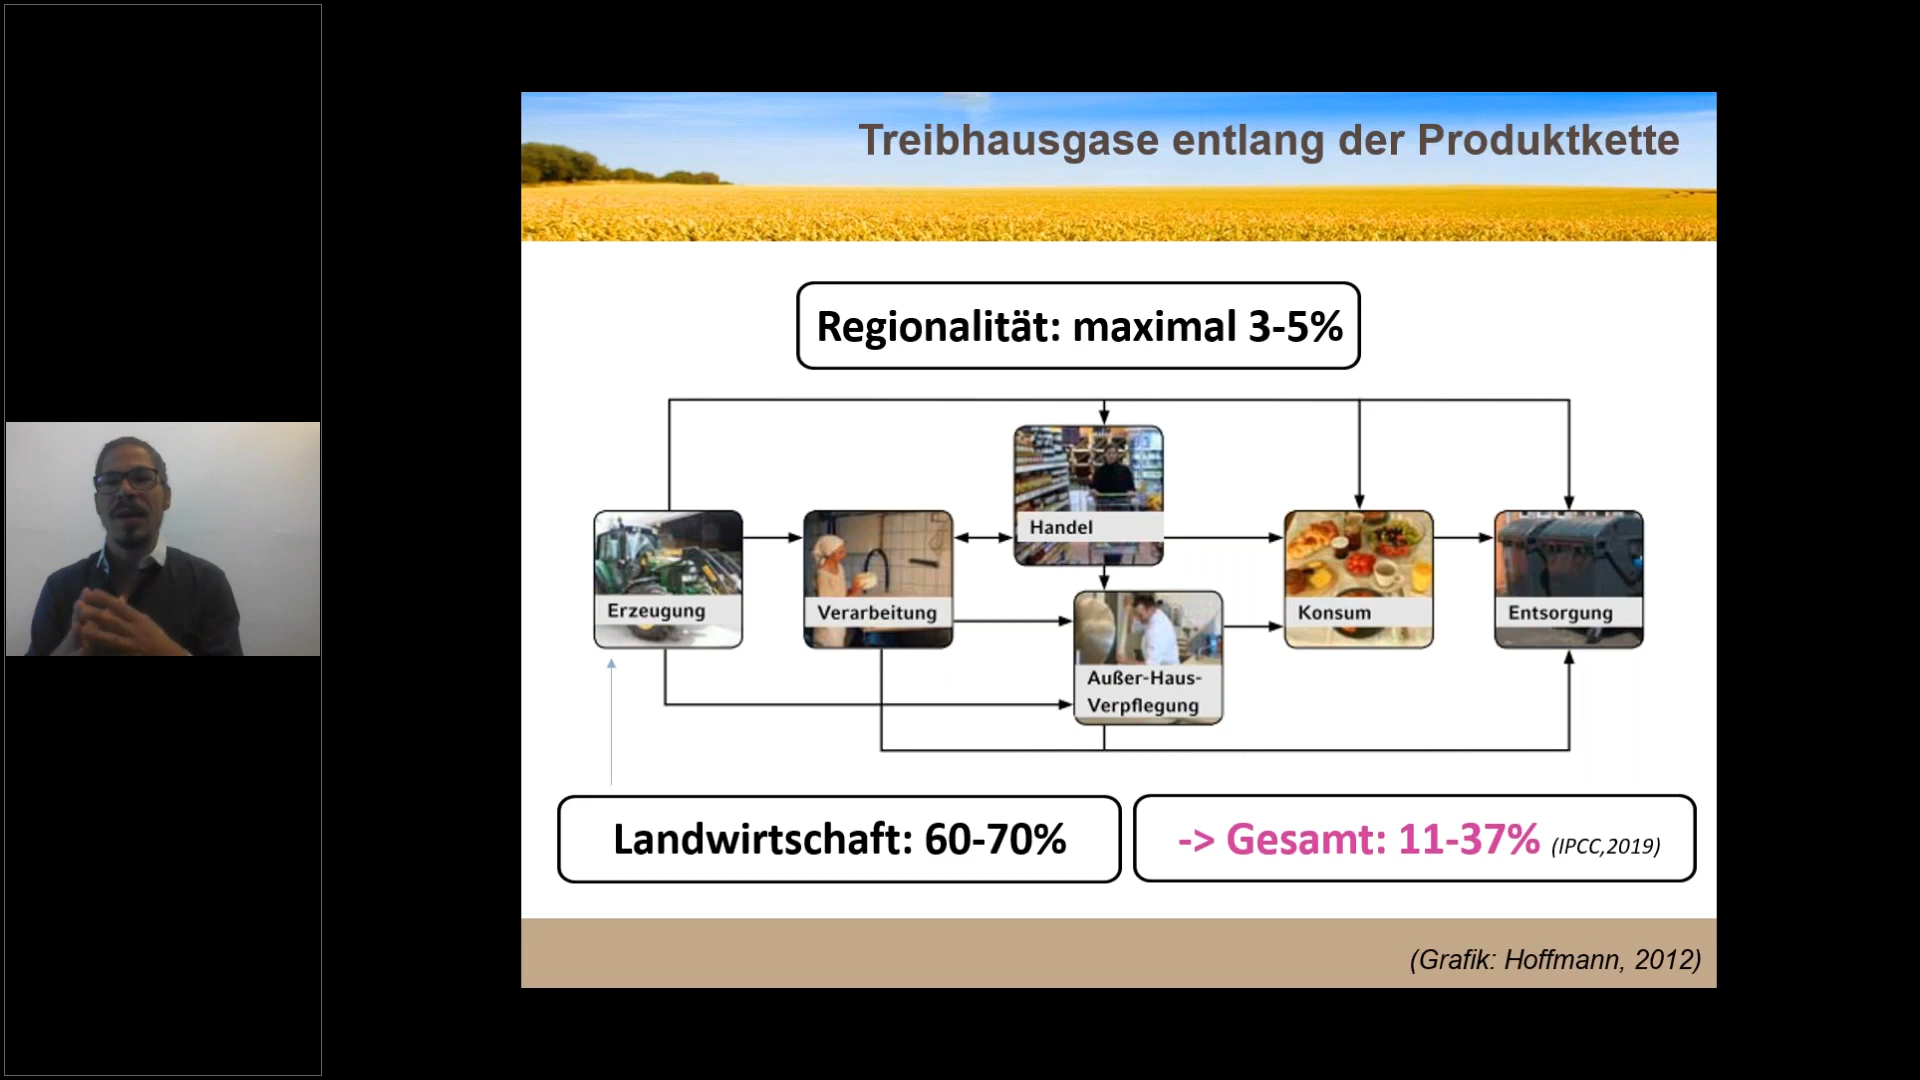 Treibhausgase entlang der Produktkette
Regionalität: maximal 3-5%
Handel
Erzeugung
Verarbeitung
Konsum
Entsorgung
Außer-Haus-
Verpflegung
Landwirtschaft: 60-70%
-> Gesamt: 11-37% (IPCC,2019)
(Grafik: Hoffmann, 2012)